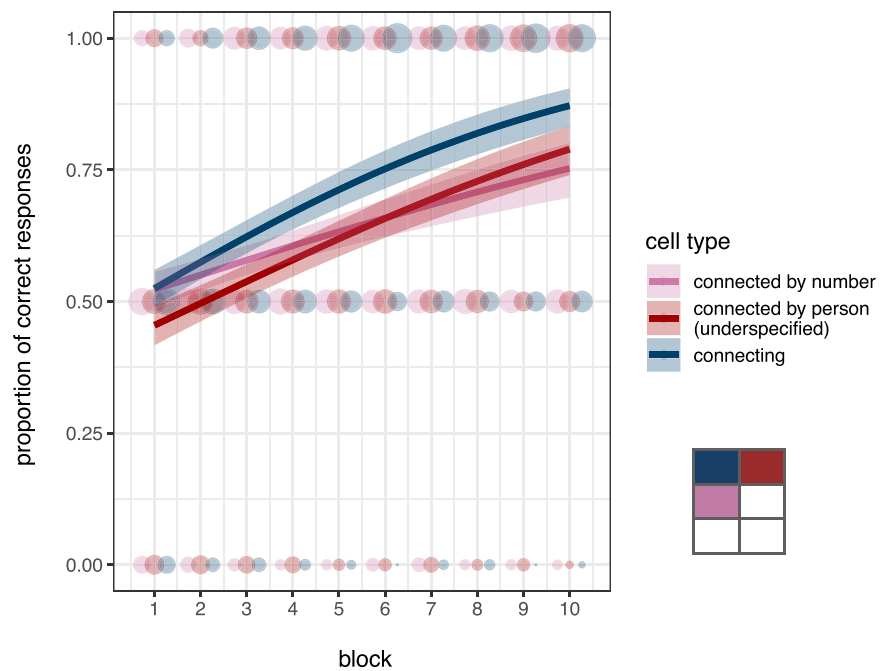 1.00
0.75
0.50
0.25
0.00
proportion of correct responses
1 2 3 4 5 6 7 8 9 10
block
cell type
connected by number
connected by person
(underspecified)
connecting